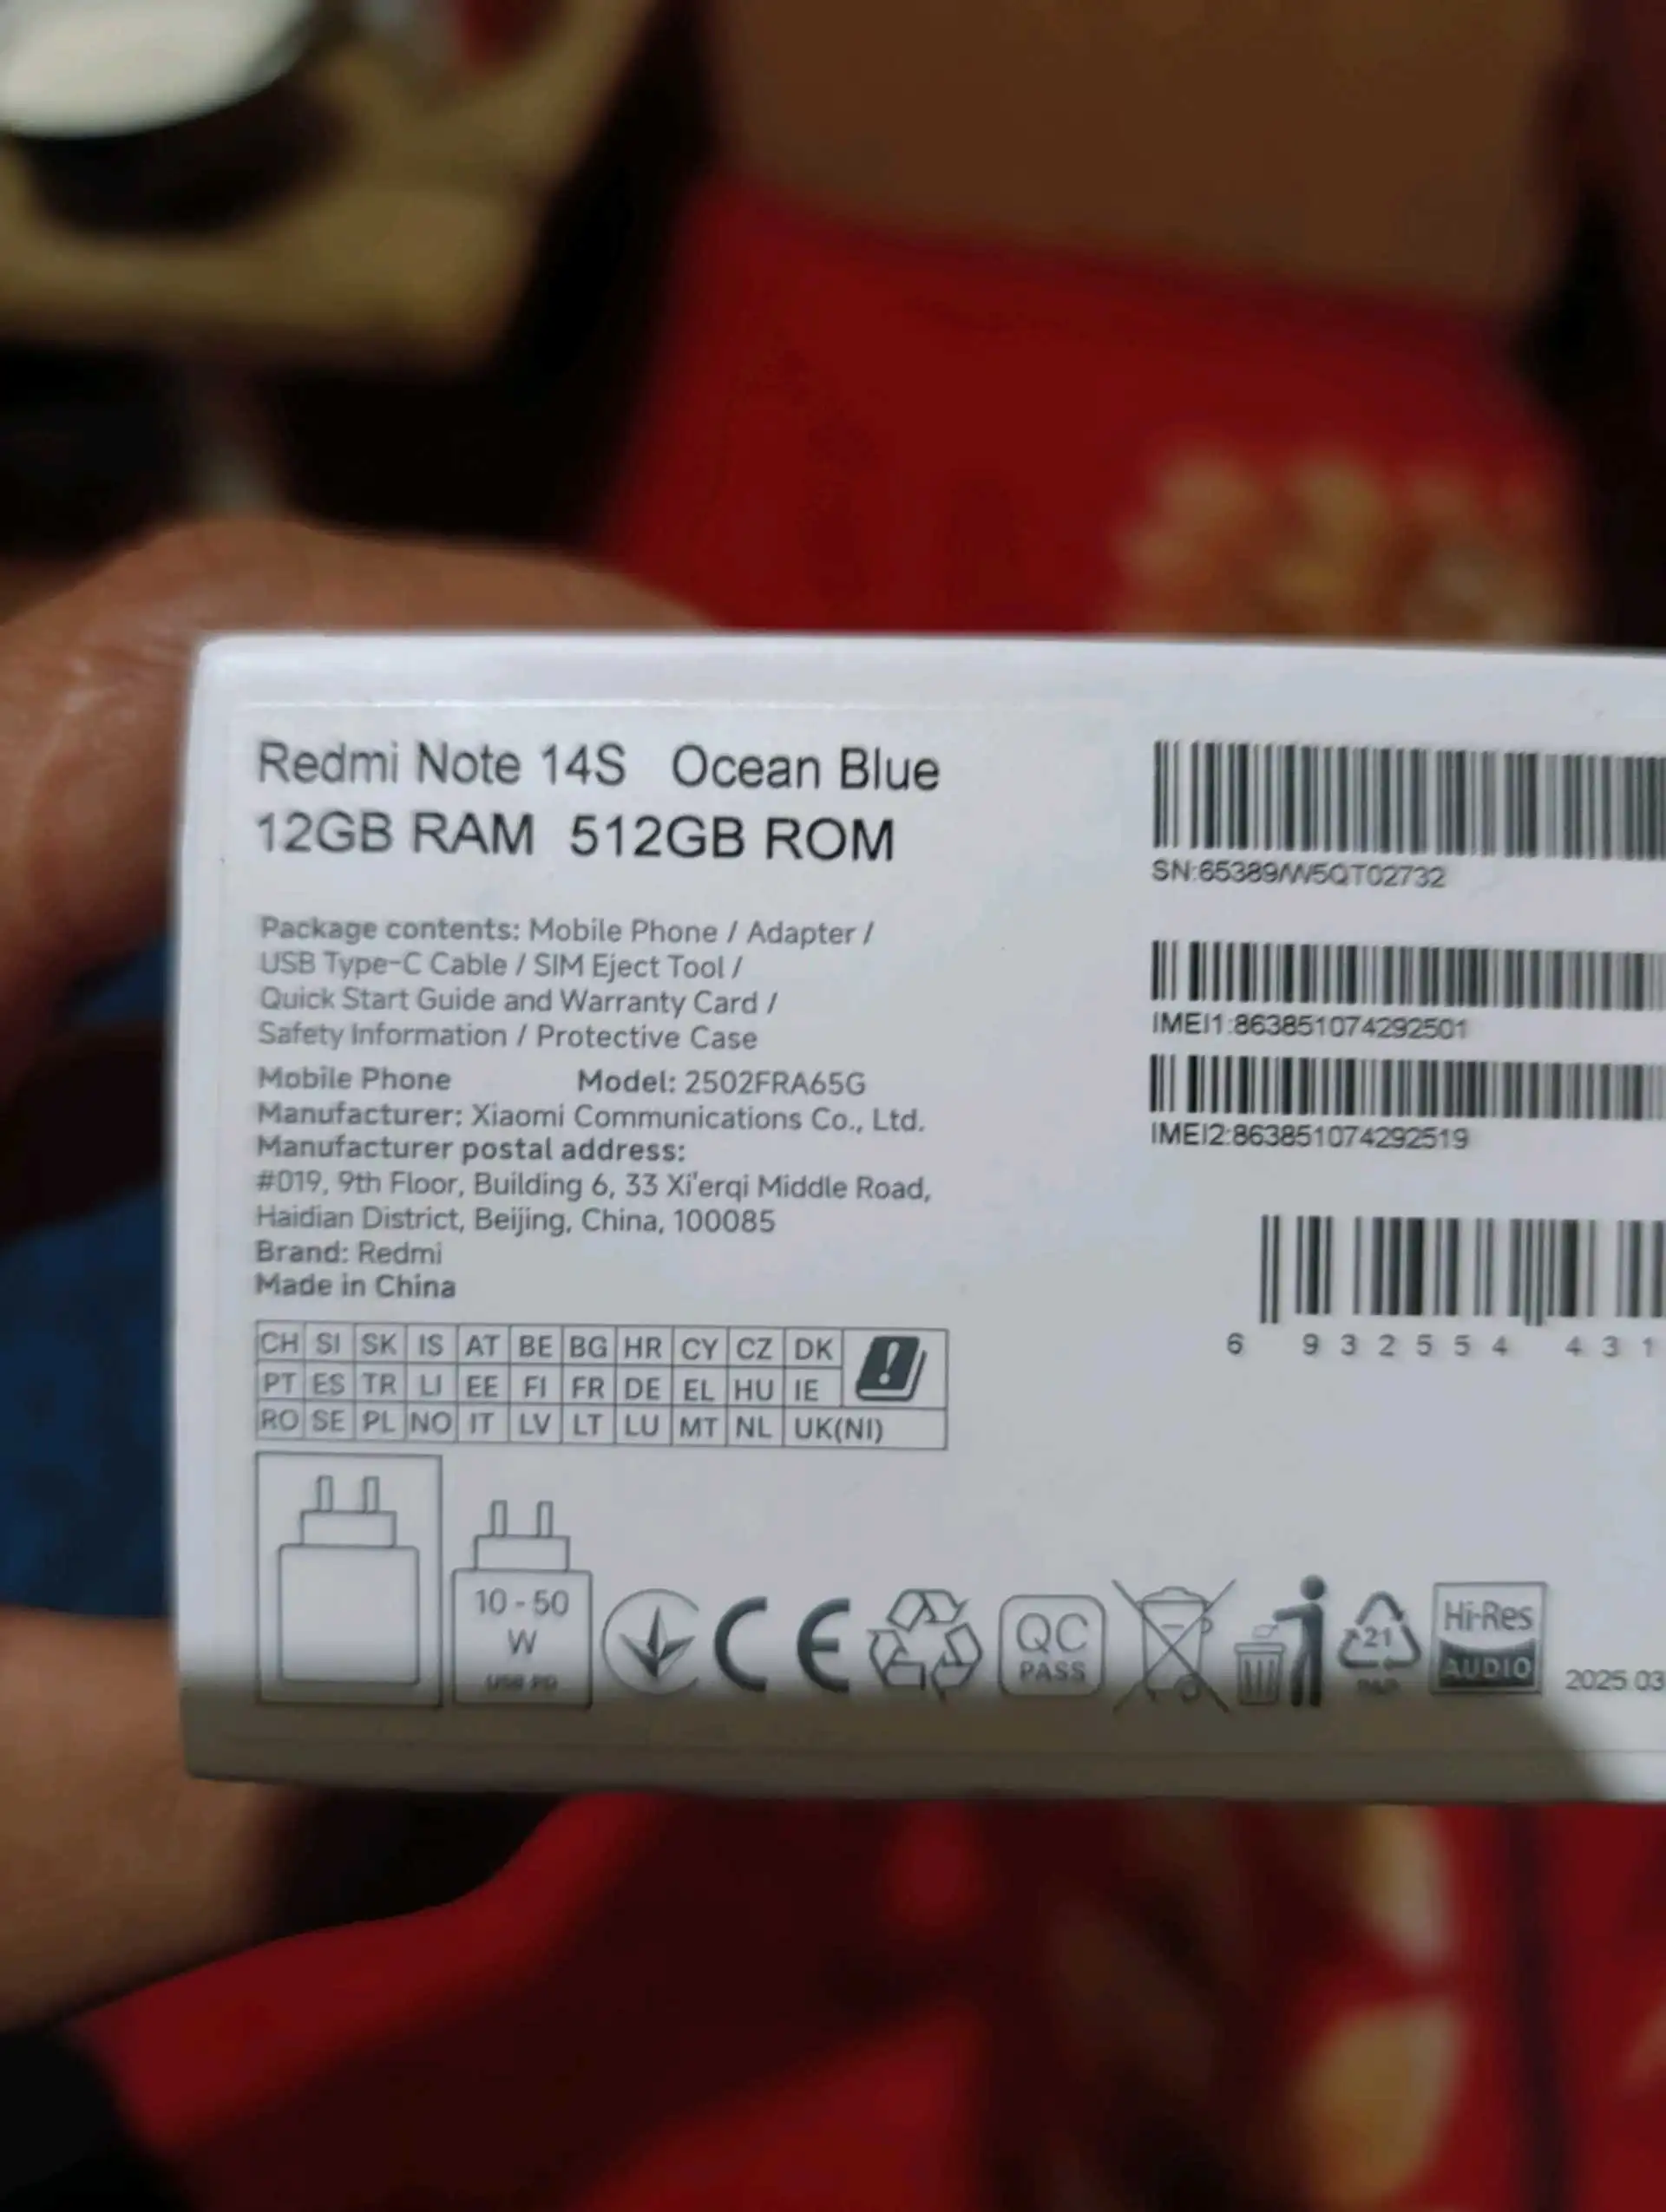 Redmi Note 14S Ocean Blue
12GB RAM 512GB ROM
Package contents: Mobile Phone / Adapter /
USB Type-C Cable / SIM Eject Tool /
Quick Start Guide and Warranty Card /
Safety Information / Protective Case
Mobile Phone Model: 2502FRA65G
Manufacturer: Xiaomi Communications Co., Ltd.
Manufacturer postal address:
#019, 9th Floor, Building 6, 33 Xi'erqi Middle Road,
Haidian District, Beijing, China, 100085
Brand: Redmi
Made in China
CH SI SK IS AT BE BG HR CY CZ DK
PT ES TR LI EE FI FR DE EL HU IE
RO SE PL NO IT LV LT LU MT NL UK(NI)
10 - 50
W
USB PD
CE
QC
PASS
21
PAP
Hi-Res
AUDIO
2025.03
SN:65389/W5QT02732
IMEI1:863851074292501
IMEI2:863851074292519
6 932554 431